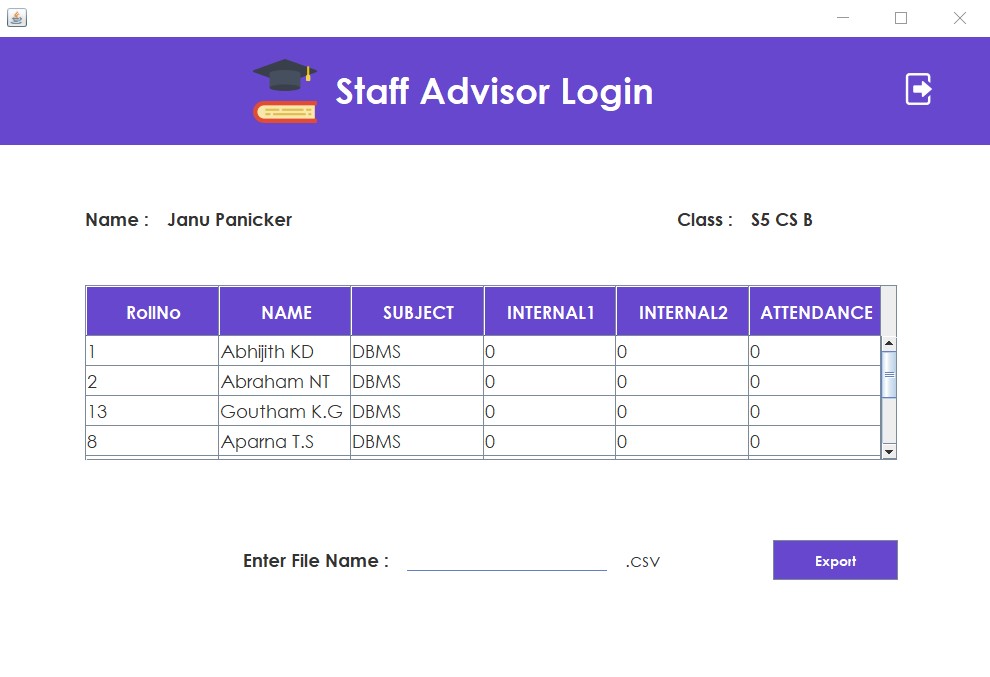 Staff Advisor Login
Name : Janu Panicker Class : S5 CS B
RollNo NAME SUBJECT INTERNAL1 INTERNAL2 ATTENDANCE
1 Abhijith KD DBMS 0 0 0
2 Abraham NT DBMS 0 0 0
13 Goutham K.G DBMS 0 0 0
8 Aparna T.S DBMS 0 0 0
Enter File Name : .csv Export